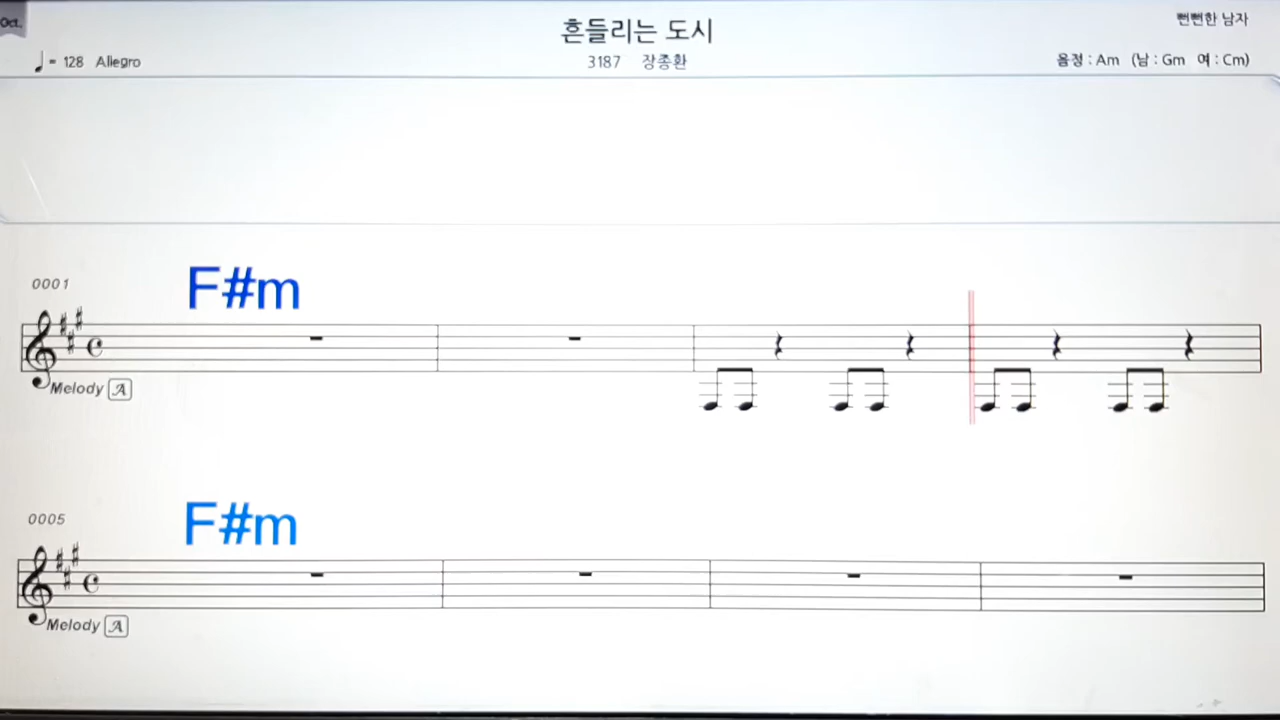 Oct.
흔들리는 도시
뻔뻔한 남자
♩ = 128 Allegro
3187 장종환
음정 : Am (남 : Gm 여 : Cm)
0001
F#m
Melody A
0005
F#m
Melody A